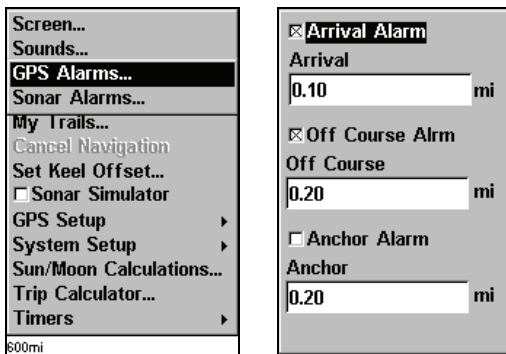 Screen...
Sounds...
GPS Alarms...
Sonar Alarms...
My Trails...
Cancel Navigation
Set Keel Offset...
Sonar Simulator
GPS Setup
System Setup
Sun/Moon Calculations...
Trip Calculator...
Timers
600mi
Arrival Alarm
Arrival
0.10 mi
Off Course Alrm
Off Course
0.20 mi
Anchor Alarm
Anchor
0.20 mi